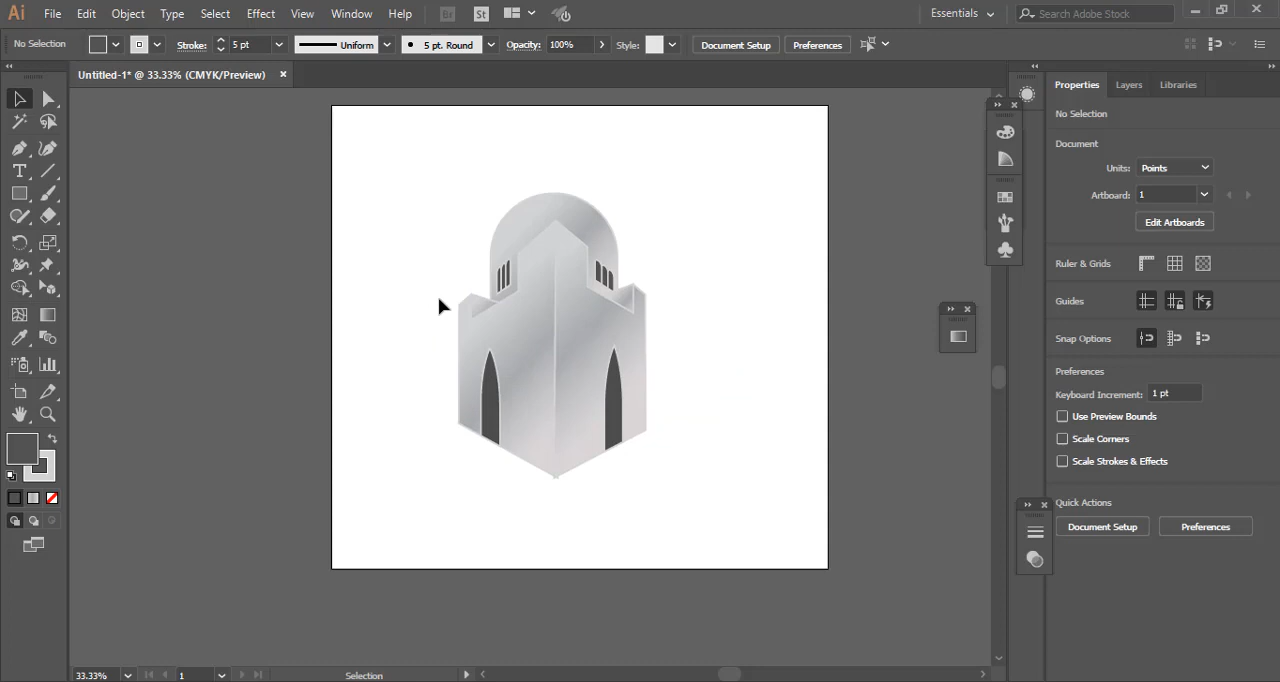 Ai File Edit Object Type Select Effect View Window Help Br St Essentials Search Adobe Stock
No Selection Stroke: 5 pt Uniform 5 pt. Round Opacity: 100% Style: Document Setup Preferences
Untitled-1* @ 33.33% (CMYK/Preview)
Properties Layers Libraries
No Selection
Document
Units: Points
Artboard: 1
Edit Artboards
Ruler & Grids
Guides
Snap Options
Preferences
Keyboard Increment: 1 pt
Use Preview Bounds
Scale Corners
Scale Strokes & Effects
Quick Actions
Document Setup Preferences
33.33% 1 Selection